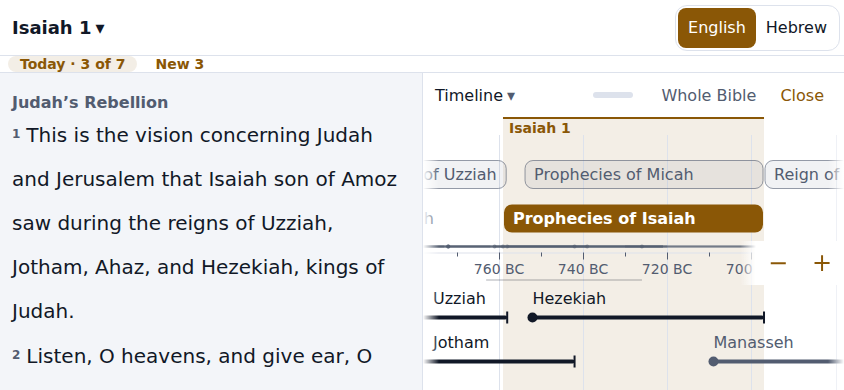 Isaiah 1 ▾
English Hebrew
Today · 3 of 7 New 3
Judah’s Rebellion
1 This is the vision concerning Judah
and Jerusalem that Isaiah son of Amoz
saw during the reigns of Uzziah,
Jotham, Ahaz, and Hezekiah, kings of
Judah.
2 Listen, O heavens, and give ear, O
Timeline ▾ Whole Bible Close
Isaiah 1
of Uzziah Prophecies of Micah Reign of
h Prophecies of Isaiah
760 BC 740 BC 720 BC 700
− +
Uzziah Hezekiah
Jotham Manasseh